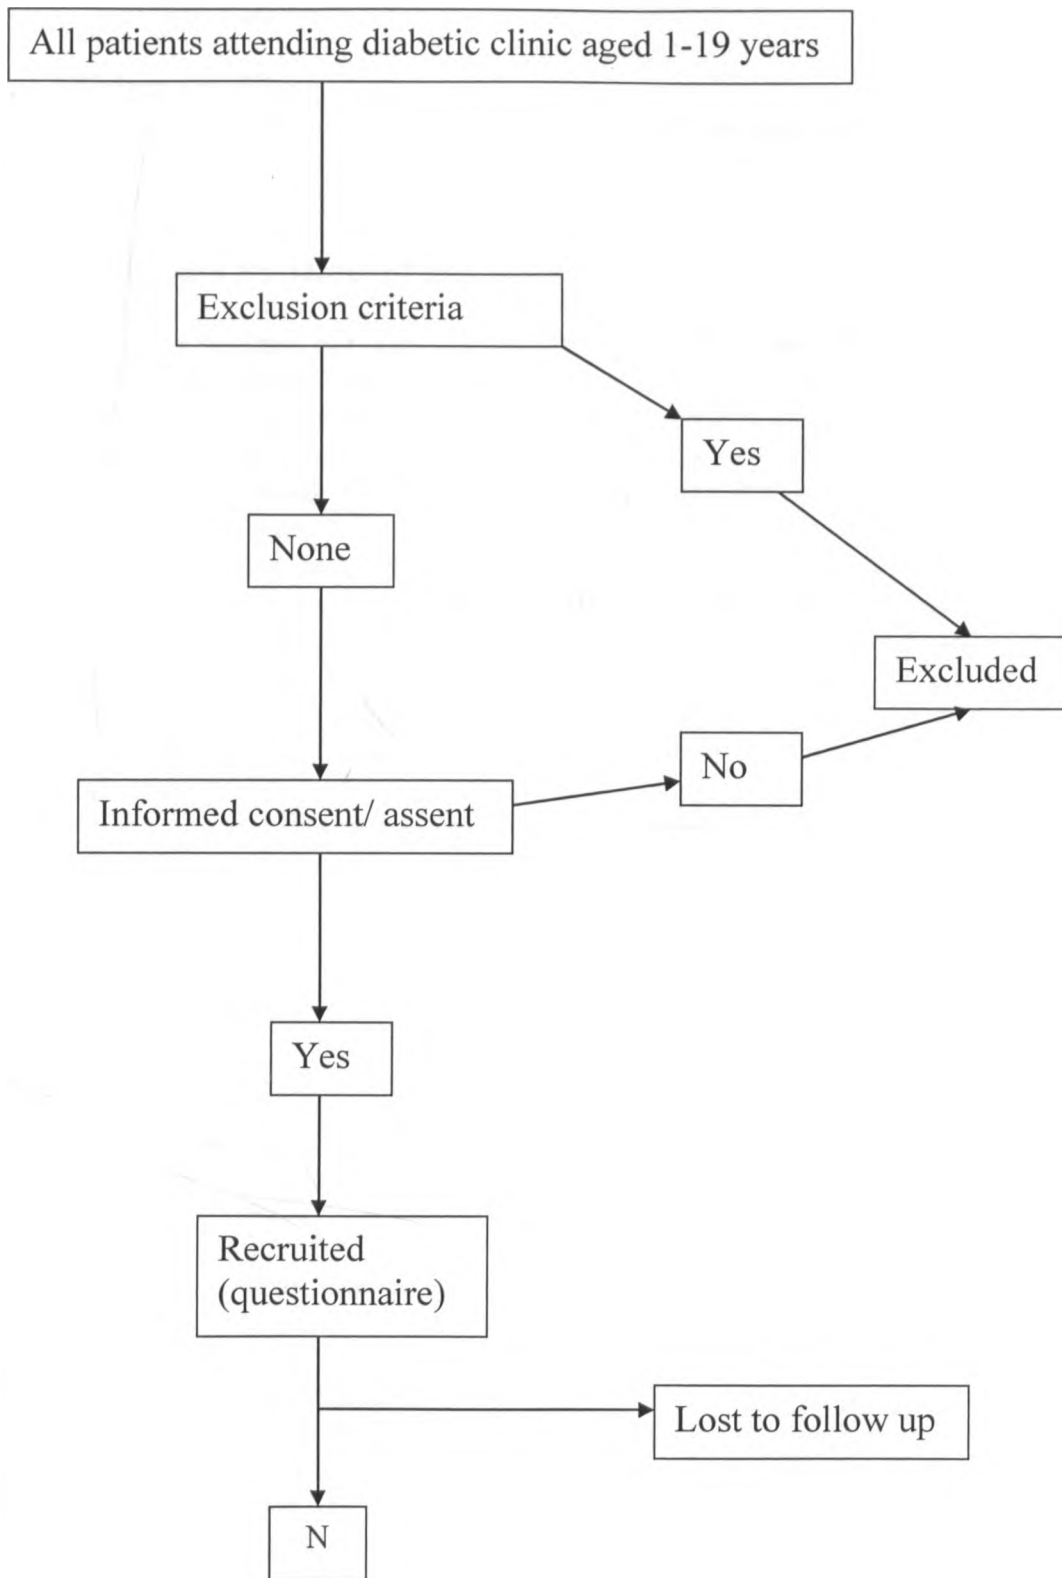 All patients attending diabetic clinic aged 1-19 years
Exclusion criteria
Yes
None
Excluded
No
Informed consent/ assent
Yes
Recruited
(questionnaire)
Lost to follow up
N